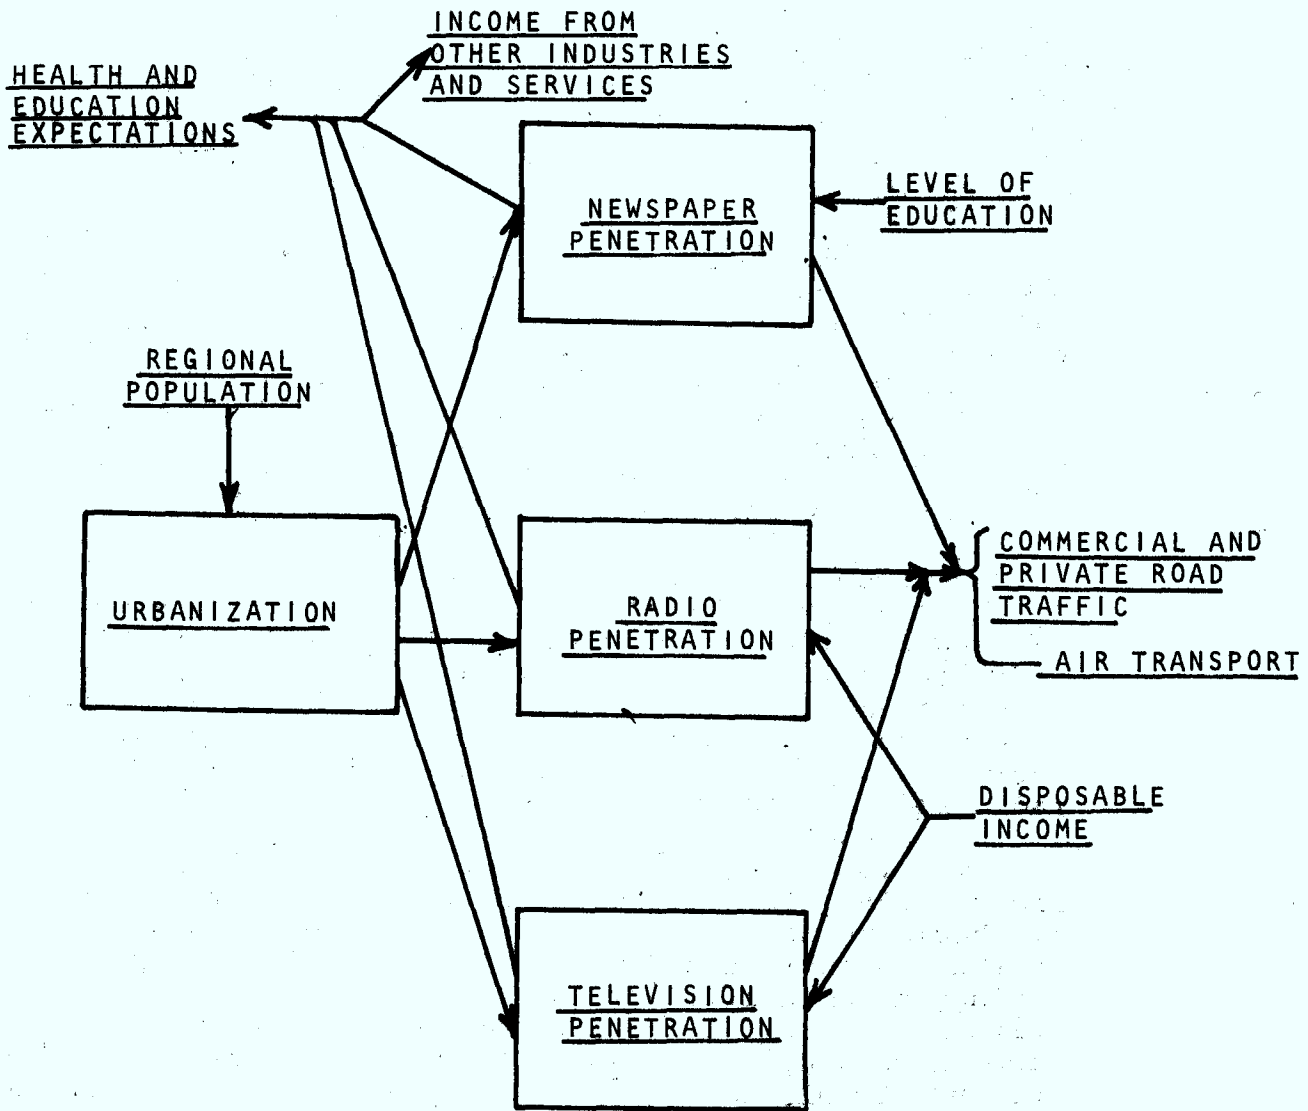 INCOME FROM
OTHER INDUSTRIES
AND SERVICES
HEALTH AND
EDUCATION
EXPECTATIONS
NEWSPAPER
PENETRATION
LEVEL OF
EDUCATION
REGIONAL
POPULATION
URBANIZATION
RADIO
PENETRATION
COMMERCIAL AND
PRIVATE ROAD
TRAFFIC
AIR TRANSPORT
DISPOSABLE
INCOME
TELEVISION
PENETRATION